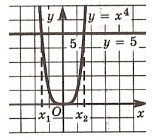 y y = x⁴
5 y = 5
x₁ O x₂ x